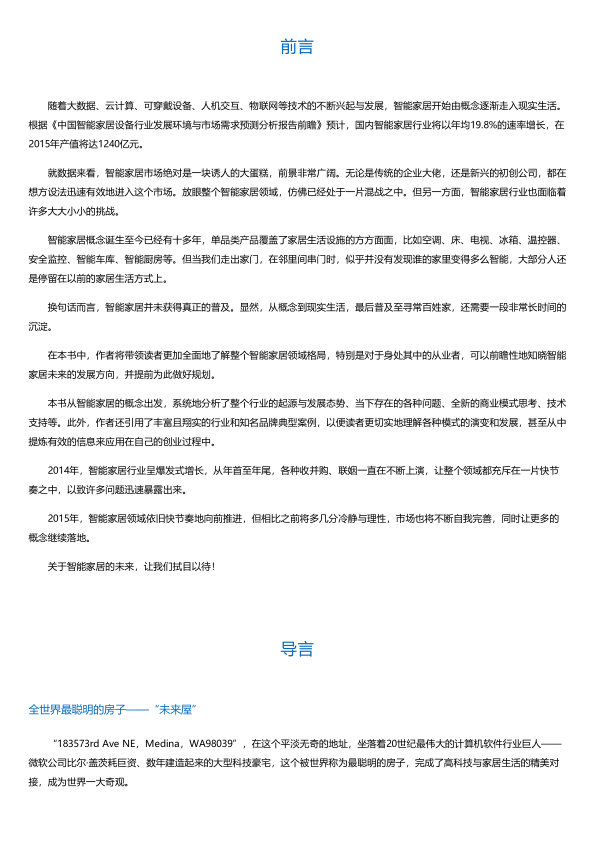 前言
随着大数据、云计算、可穿戴设备、人机交互、物联网等技术的不断兴起与发展，智能家居开始由概念逐渐走入现实生活。
根据《中国智能家居设备行业发展环境与市场需求预测分析报告前瞻》预计，国内智能家居行业将以年均19.8%的速率增长，在
2015年产值将达1240亿元。
就数据来看，智能家居市场绝对是一块诱人的大蛋糕，前景非常广阔。无论是传统的企业大佬，还是新兴的初创公司，都在
想方设法迅速有效地进入这个市场。放眼整个智能家居领域，仿佛已经处于一片混战之中。但另一方面，智能家居行业也面临着
许多大大小小的挑战。
智能家居概念诞生至今已经有十多年，单品类产品覆盖了家居生活设施的方方面面，比如空调、床、电视、冰箱、温控器、
安全监控、智能车库、智能厨房等。但当我们走出家门，在邻里间串门时，似乎并没有发现谁的家里变得多么智能，大部分人还
是停留在以前的家居生活方式上。
换句话而言，智能家居并未获得真正的普及。显然，从概念到现实生活，最后普及至寻常百姓家，还需要一段非常长时间的
沉淀。
在本书中，作者将带领读者更加全面地了解整个智能家居领域格局，特别是对于身处其中的从业者，可以前瞻性地知晓智能
家居未来的发展方向，并提前为此做好规划。
本书从智能家居的概念出发，系统地分析了整个行业的起源与发展态势、当下存在的各种问题、全新的商业模式思考、技术
支持等。此外，作者还引用了丰富且翔实的行业和知名品牌典型案例，以便读者更切实地理解各种模式的演变和发展，甚至从中
提炼有效的信息来应用在自己的创业过程中。
2014年，智能家居行业呈爆发式增长，从年首至年尾，各种收并购、联姻一直在不断上演，让整个领域都充斥在一片快节
奏之中，以致许多问题迅速暴露出来。
2015年，智能家居领域依旧快节奏地向前推进，但相比之前将多几分冷静与理性，市场也将不断自我完善，同时让更多的
概念继续落地。
关于智能家居的未来，让我们拭目以待！
导言
全世界最聪明的房子——“未来屋”
“183573rd Ave NE，Medina，WA98039”，在这个平淡无奇的地址，坐落着20世纪最伟大的计算机软件行业巨人——
微软公司比尔·盖茨耗巨资、数年建造起来的大型科技豪宅，这个被世界称为最聪明的房子，完成了高科技与家居生活的精美对
接，成为世界一大奇观。